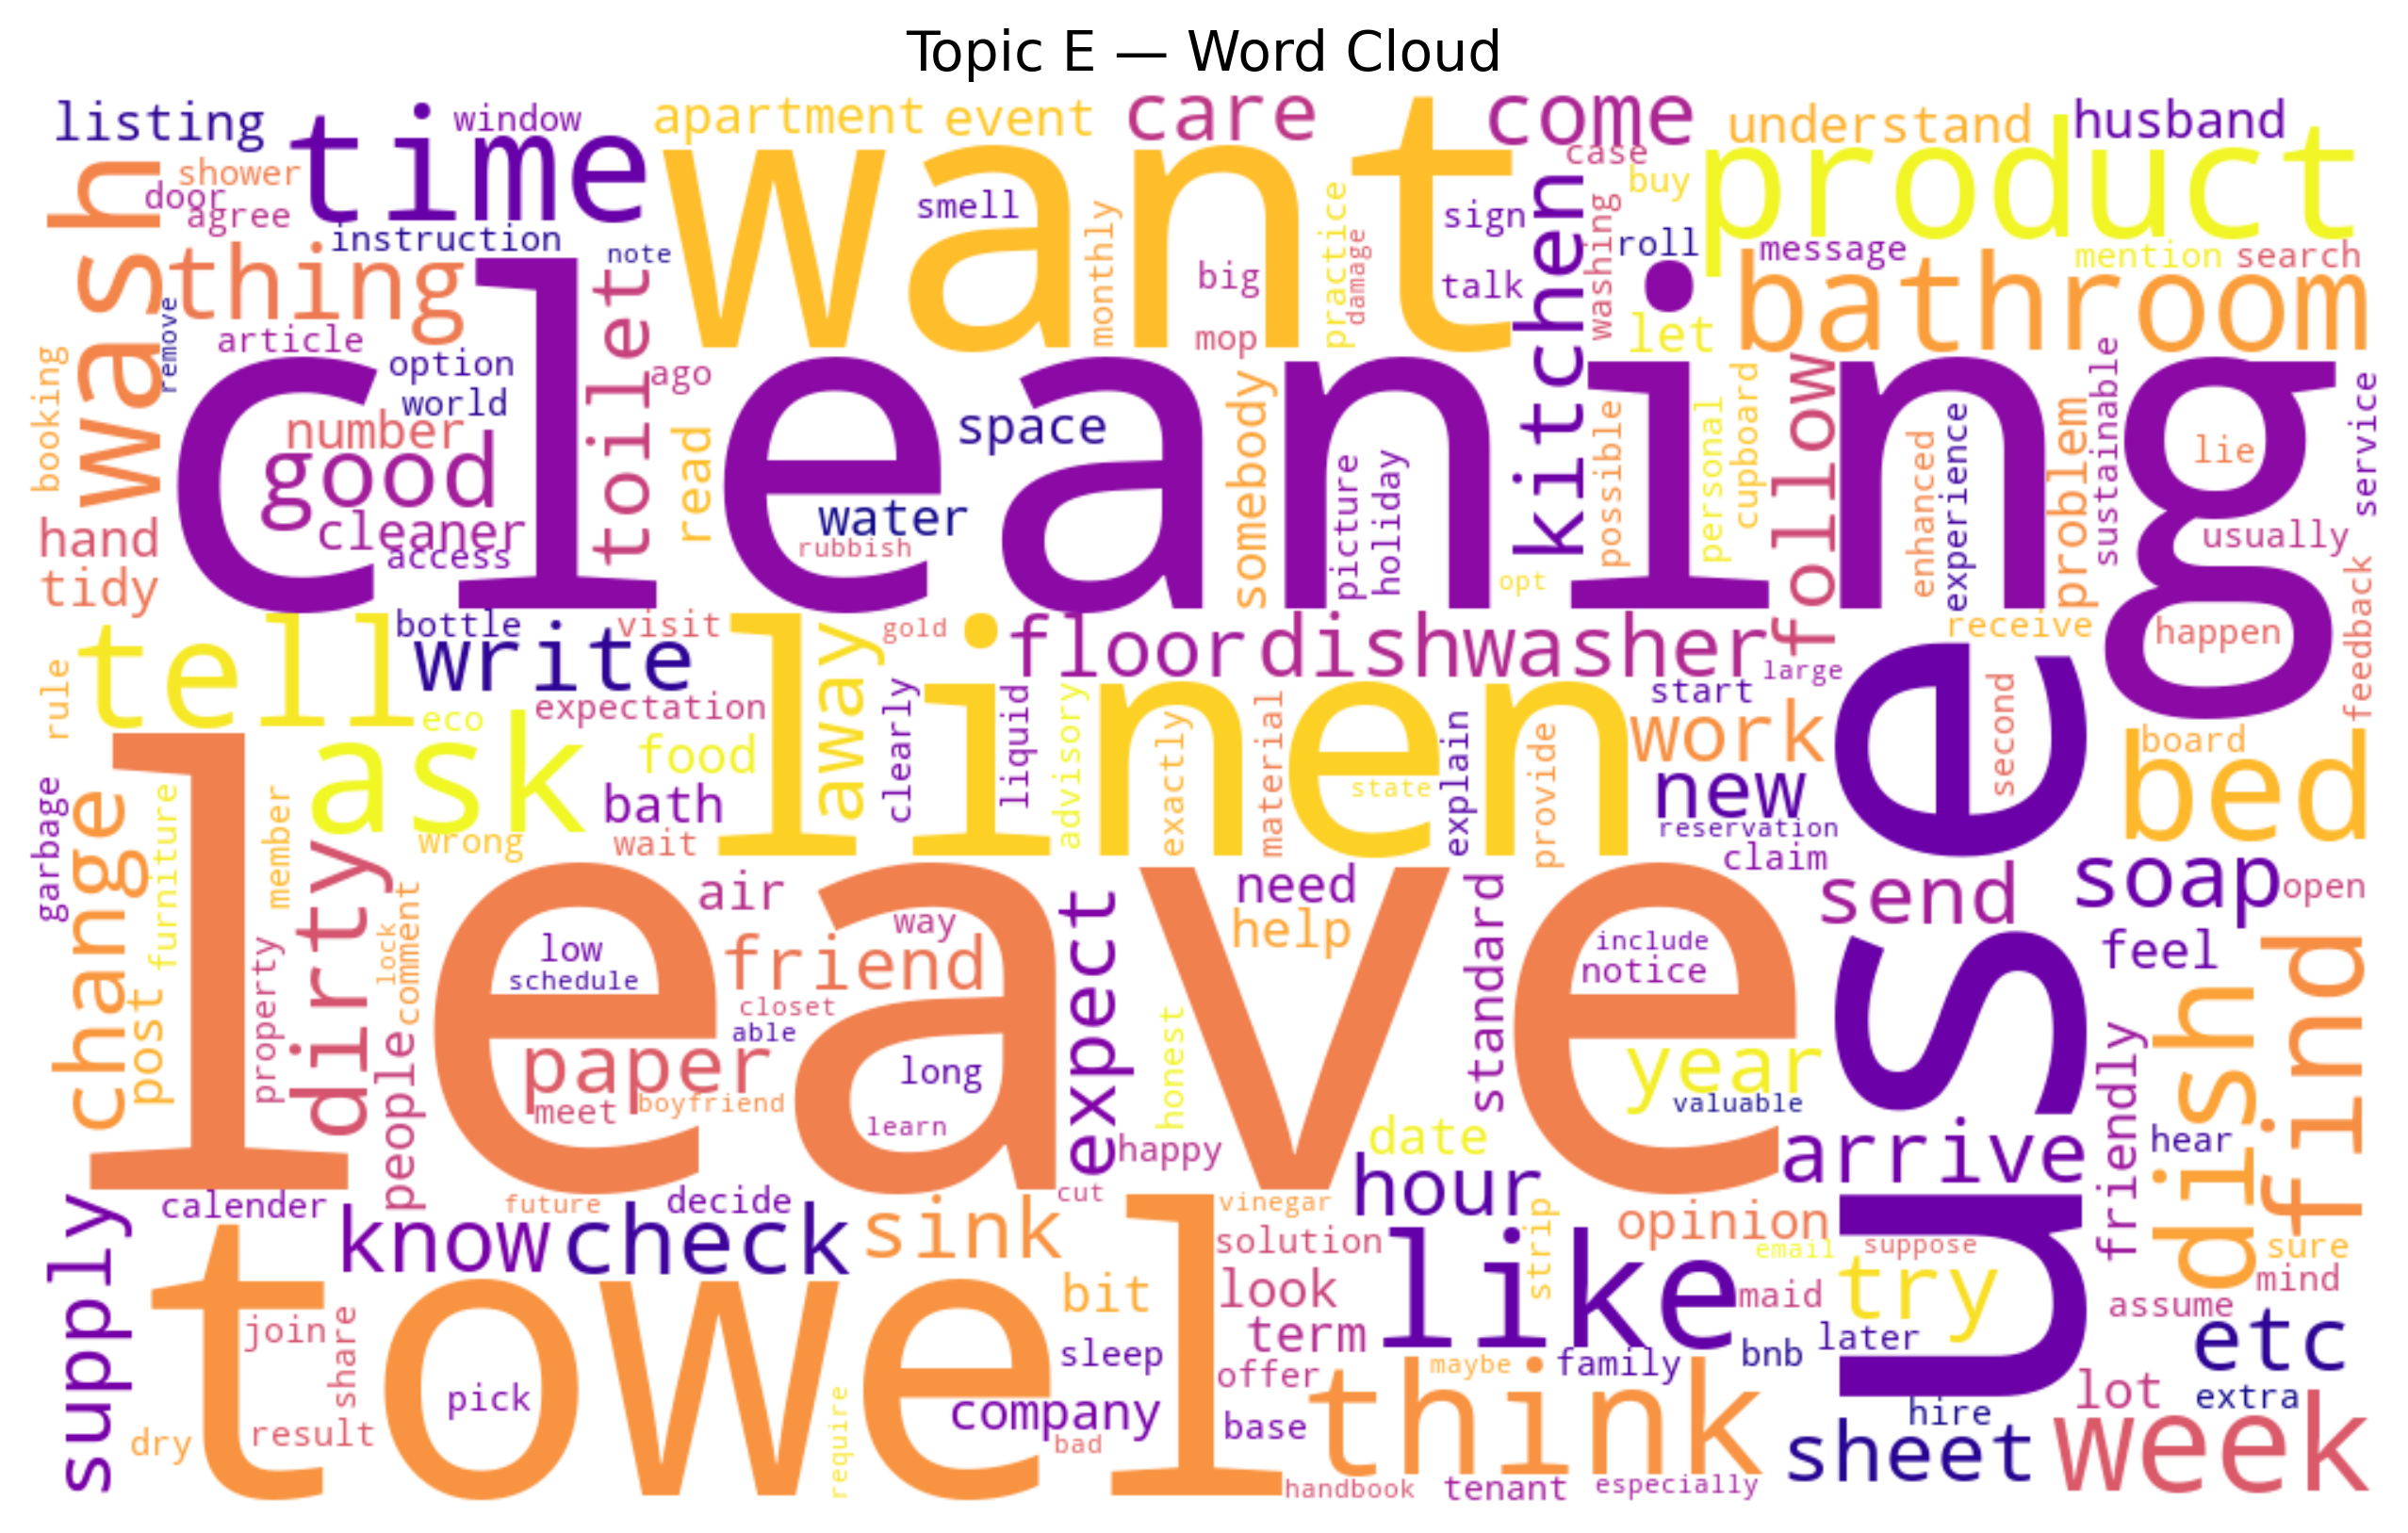 Topic E — Word Cloud
listing
time
window
apartment
event
care
come
understand
husband
wash
shower
door
agree
want
smell
monthly
practice
damage
sign
case
buy
product
thing
instruction
note
toilet
big
talk
mop
kitchen
washing
roll
message
mention
search
let
bathroom
remove
article
option
ago
world
booking
number
good
cleaner
access
cleaning
read
space
water
rubbish
somebody
picture
holiday
opt
possible
personal
cupboard
follow
enhanced
experience
problem
sustainable
lie
usually
service
hand
tidy
happen
receive
feedback
rule
tell
bottle
write
visit
gold
floor
dishwasher
large
eco
expectation
away
clearly
liquid
linen
advisory
exactly
material
state
explain
provide
start
work
new
reservation
claim
use
second
board
bed
ask
food
bath
wrong
wait
garbage
change
furniture
member
dirty
post
property
lock
comment
people
leave
low
schedule
air
way
friend
closet
able
paper
meet
boyfriend
long
learn
expect
need
help
honest
happy
standard
include
notice
year
valuable
send
soap
open
feel
find
dish
friendly
arrive
hear
date
hour
cut
supply
calender
future
decide
know
check
sink
vinegar
solution
strip
opinion
email
suppose
sure
mind
towel
join
share
pick
dry
result
require
bit
sleep
company
bad
look
term
offer
base
like
maid
try
assume
etc
bnb
later
maybe
family
think
handbook
tenant
especially
hire
sheet
lot
extra
week